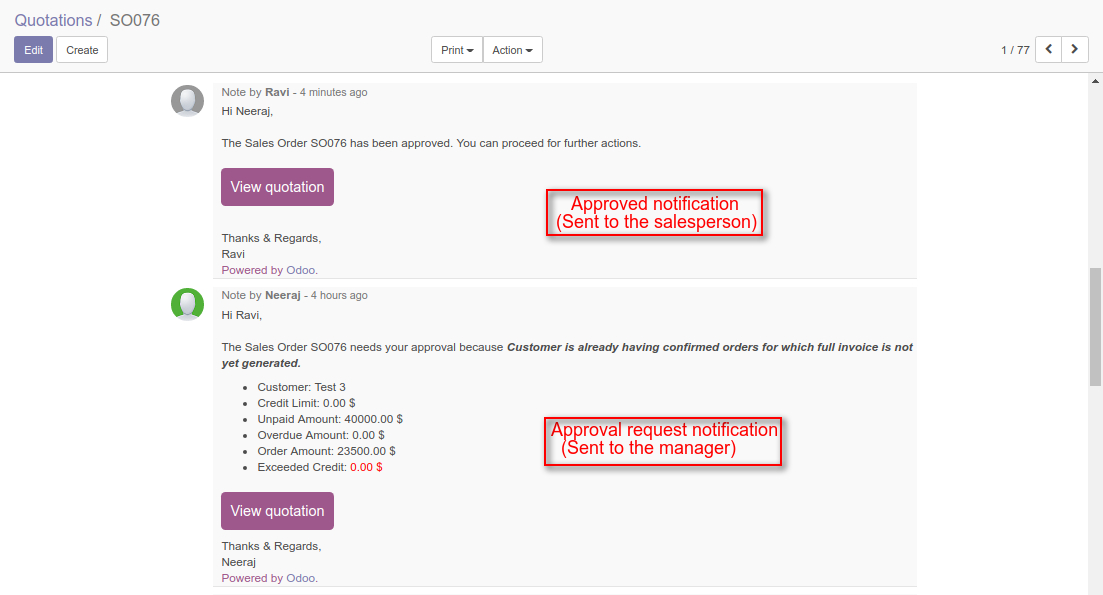 Quotations / SO076
Edit Create Print Action 1 / 77
Note by Ravi - 4 minutes ago
Hi Neeraj,
The Sales Order SO076 has been approved. You can proceed for further actions.
View quotation
Approved notification
(Sent to the salesperson)
Thanks & Regards,
Ravi
Powered by Odoo.
Note by Neeraj - 4 hours ago
Hi Ravi,
The Sales Order SO076 needs your approval because Customer is already having confirmed orders for which full invoice is not
yet generated.
Customer: Test 3
Credit Limit: 0.00 $
Unpaid Amount: 40000.00 $
Overdue Amount: 0.00 $
Order Amount: 23500.00 $
Exceeded Credit: 0.00 $
Approval request notification
(Sent to the manager)
View quotation
Thanks & Regards,
Neeraj
Powered by Odoo.